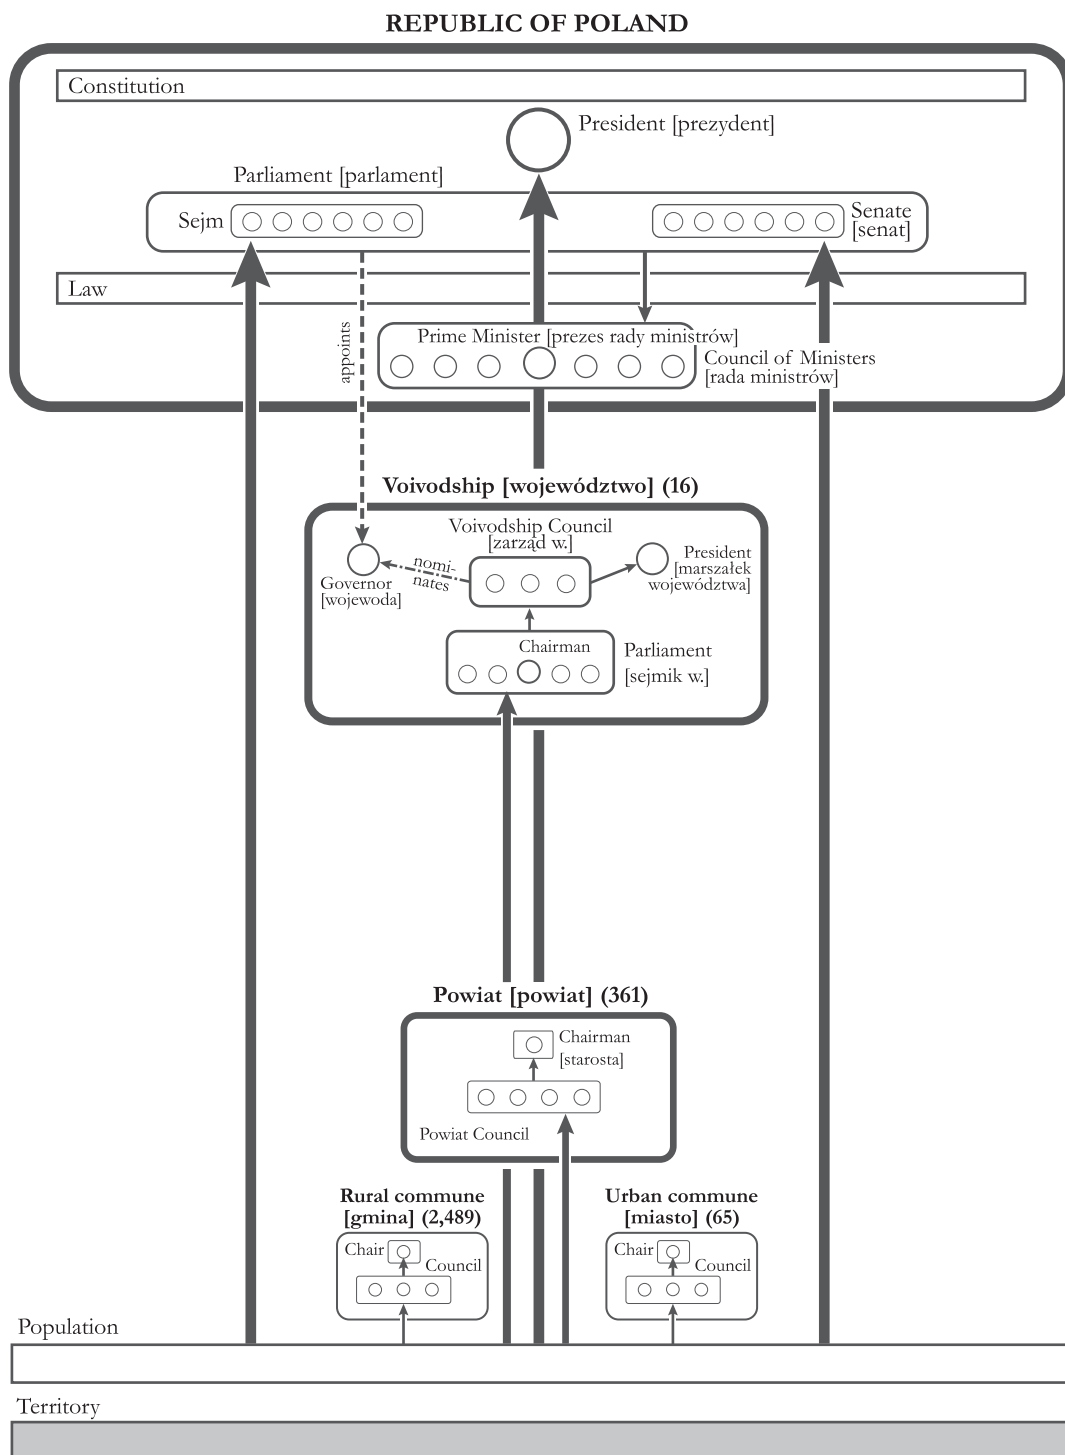 REPUBLIC OF POLAND
Constitution
President [prezydent]
Parliament [parlament]
Sejm
Senate
[senat]
Law
appoints
Prime Minister [prezes rady ministrów]
Council of Ministers
[rada ministrów]
Voivodship [województwo] (16)
Voivodship Council
[zarząd w.]
nomi-
nates
Governor
[wojewoda]
President
[marszałek
województwa]
Chairman
Parliament
[sejmik w.]
Powiat [powiat] (361)
Chairman
[starosta]
Powiat Council
Rural commune
[gmina] (2,489)
Chair
Council
Urban commune
[miasto] (65)
Chair
Council
Population
Territory